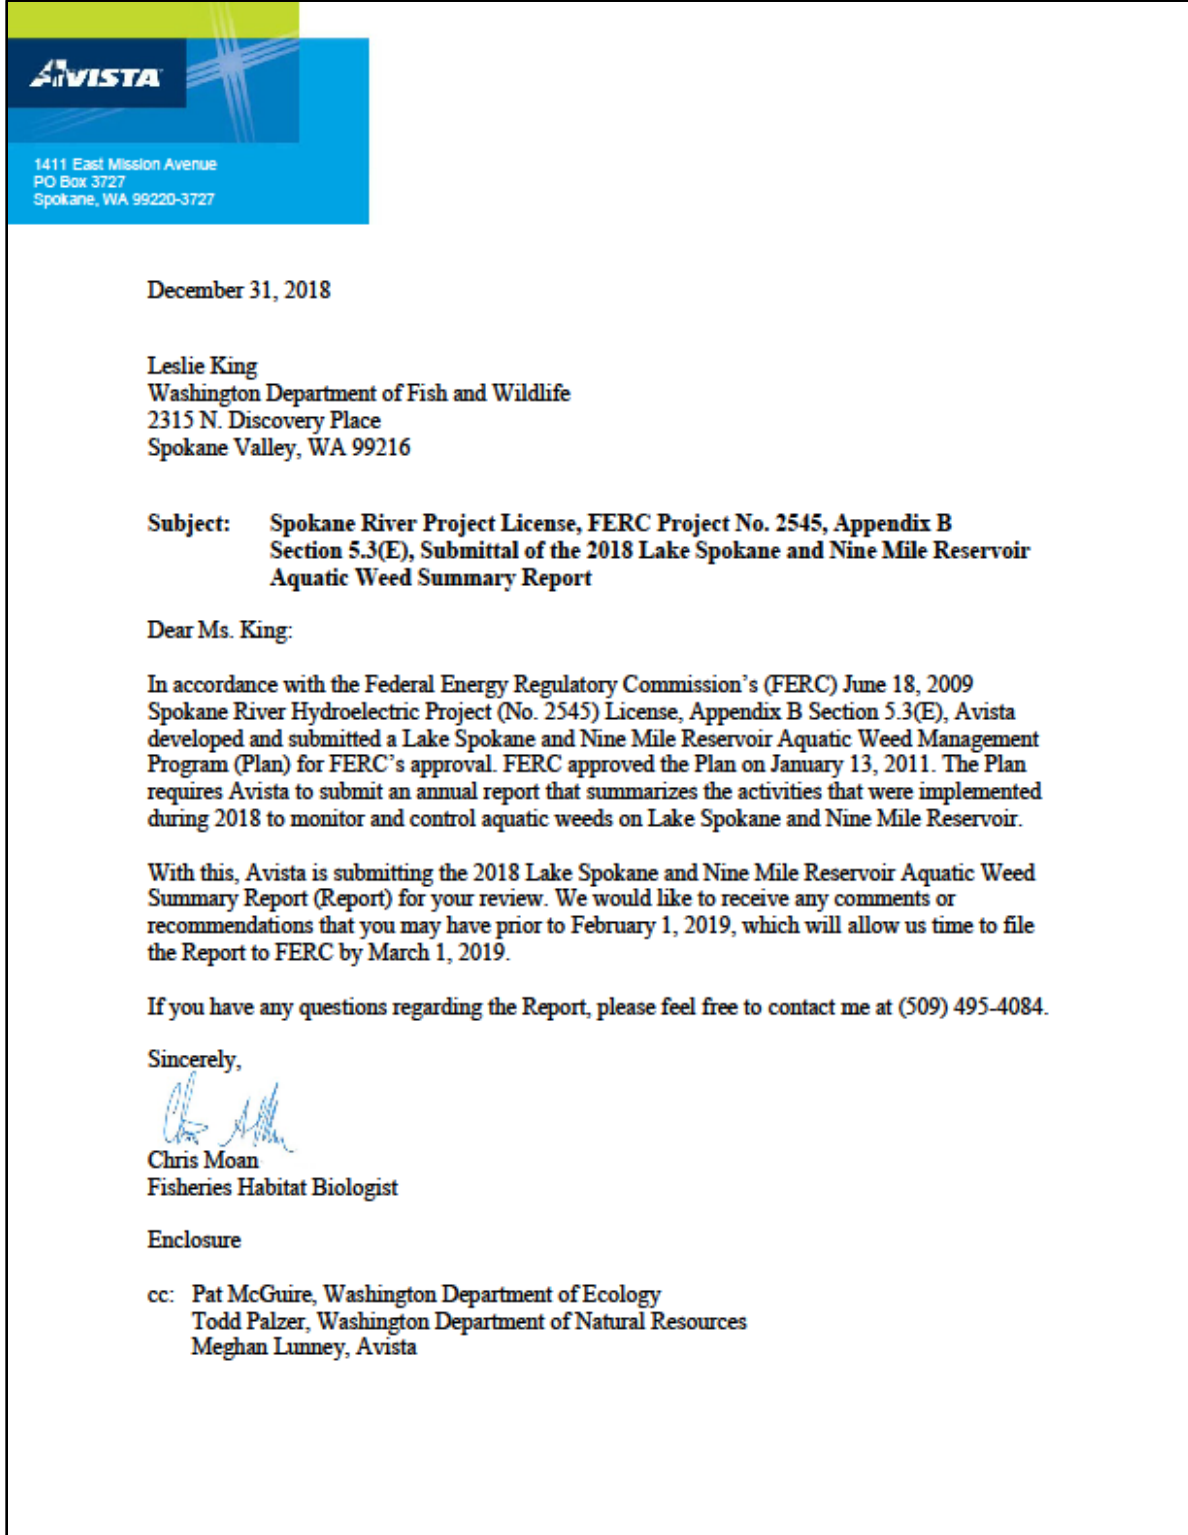 AVISTA
1411 East Mission Avenue
PO Box 3727
Spokane, WA 99220-3727
December 31, 2018
Leslie King
Washington Department of Fish and Wildlife
2315 N. Discovery Place
Spokane Valley, WA 99216
Subject: Spokane River Project License, FERC Project No. 2545, Appendix B
Section 5.3(E), Submittal of the 2018 Lake Spokane and Nine Mile Reservoir
Aquatic Weed Summary Report
Dear Ms. King:
In accordance with the Federal Energy Regulatory Commission’s (FERC) June 18, 2009
Spokane River Hydroelectric Project (No. 2545) License, Appendix B Section 5.3(E), Avista
developed and submitted a Lake Spokane and Nine Mile Reservoir Aquatic Weed Management
Program (Plan) for FERC’s approval. FERC approved the Plan on January 13, 2011. The Plan
requires Avista to submit an annual report that summarizes the activities that were implemented
during 2018 to monitor and control aquatic weeds on Lake Spokane and Nine Mile Reservoir.
With this, Avista is submitting the 2018 Lake Spokane and Nine Mile Reservoir Aquatic Weed
Summary Report (Report) for your review. We would like to receive any comments or
recommendations that you may have prior to February 1, 2019, which will allow us time to file
the Report to FERC by March 1, 2019.
If you have any questions regarding the Report, please feel free to contact me at (509) 495-4084.
Sincerely,
Chris Moan
Fisheries Habitat Biologist
Enclosure
cc: Pat McGuire, Washington Department of Ecology
Todd Palzer, Washington Department of Natural Resources
Meghan Lunney, Avista